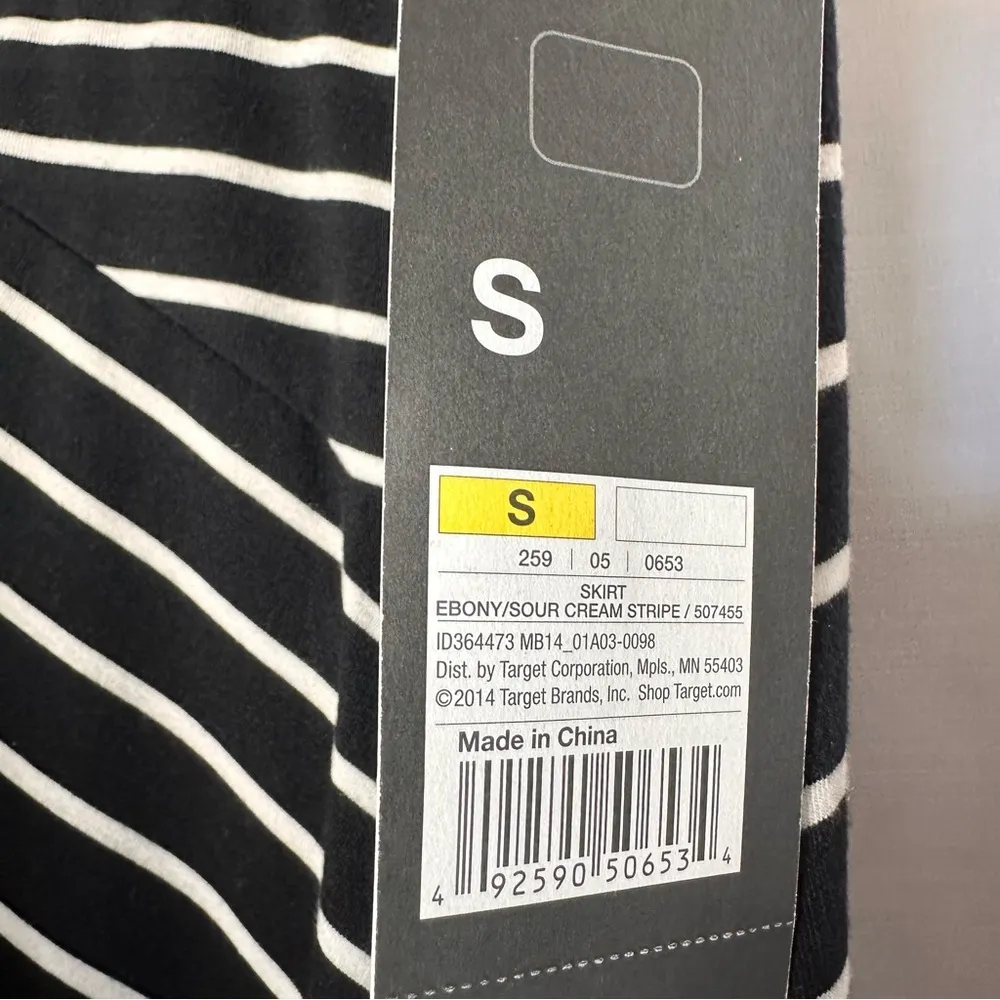 S
S
259 | 05 | 0653
SKIRT
EBONY/SOUR CREAM STRIPE / 507455
ID364473 MB14_01A03-0098
Dist. by Target Corporation, Mpls., MN 55403
©2014 Target Brands, Inc. Shop Target.com
Made in China
4 92590 50653 4